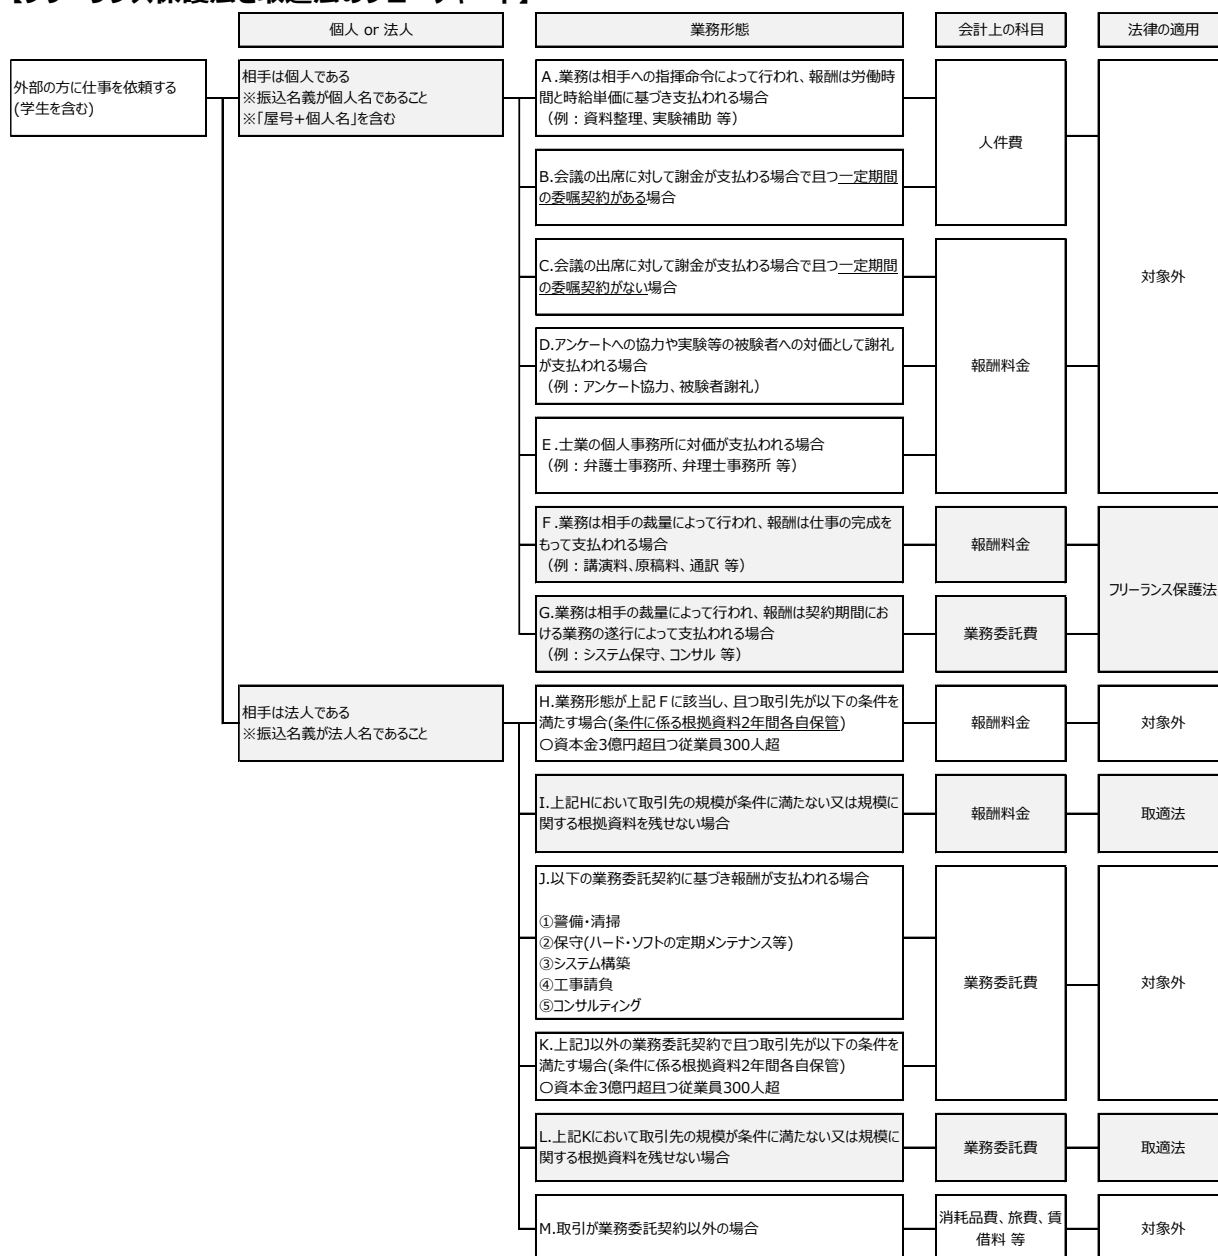 【フリーランス保護法と取適法のフローチャート】
個人 or 法人
業務形態
会計上の科目
法律の適用
外部の方に仕事を依頼する
(学生を含む)
相手は個人である
※振込名義が個人名であること
※「屋号+個人名」を含む
A.業務は相手への指揮命令によって行われ、報酬は労働時
間と時給単価に基づき支払われる場合
（例：資料整理、実験補助 等）
人件費
B.会議の出席に対して謝金が支払わる場合で且つ一定期間
の委嘱契約がある場合
C.会議の出席に対して謝金が支払わる場合で且つ一定期間
の委嘱契約がない場合
対象外
D.アンケートへの協力や実験等の被験者への対価として謝礼
が支払われる場合
（例：アンケート協力、被験者謝礼）
報酬料金
E.士業の個人事務所に対価が支払われる場合
（例：弁護士事務所、弁理士事務所 等）
F.業務は相手の裁量によって行われ、報酬は仕事の完成を
もって支払われる場合
（例：講演料、原稿料、通訳 等）
報酬料金
フリーランス保護法
G.業務は相手の裁量によって行われ、報酬は契約期間にお
ける業務の遂行によって支払われる場合
（例：システム保守、コンサル 等）
業務委託費
相手は法人である
※振込名義が法人名であること
H.業務形態が上記Fに該当し、且つ取引先が以下の条件を
満たす場合(条件に係る根拠資料2年間各自保管)
〇資本金3億円超且つ従業員300人超
報酬料金
対象外
I.上記Hにおいて取引先の規模が条件に満たない又は規模に
関する根拠資料を残せない場合
報酬料金
取適法
J.以下の業務委託契約に基づき報酬が支払われる場合
①警備・清掃
②保守(ハード・ソフトの定期メンテナンス等)
③システム構築
④工事請負
⑤コンサルティング
業務委託費
対象外
K.上記J以外の業務委託契約で且つ取引先が以下の条件を
満たす場合(条件に係る根拠資料2年間各自保管)
〇資本金3億円超且つ従業員300人超
L.上記Kにおいて取引先の規模が条件に満たない又は規模に
関する根拠資料を残せない場合
業務委託費
取適法
M.取引が業務委託契約以外の場合
消耗品費、旅費、賃
借料 等
対象外